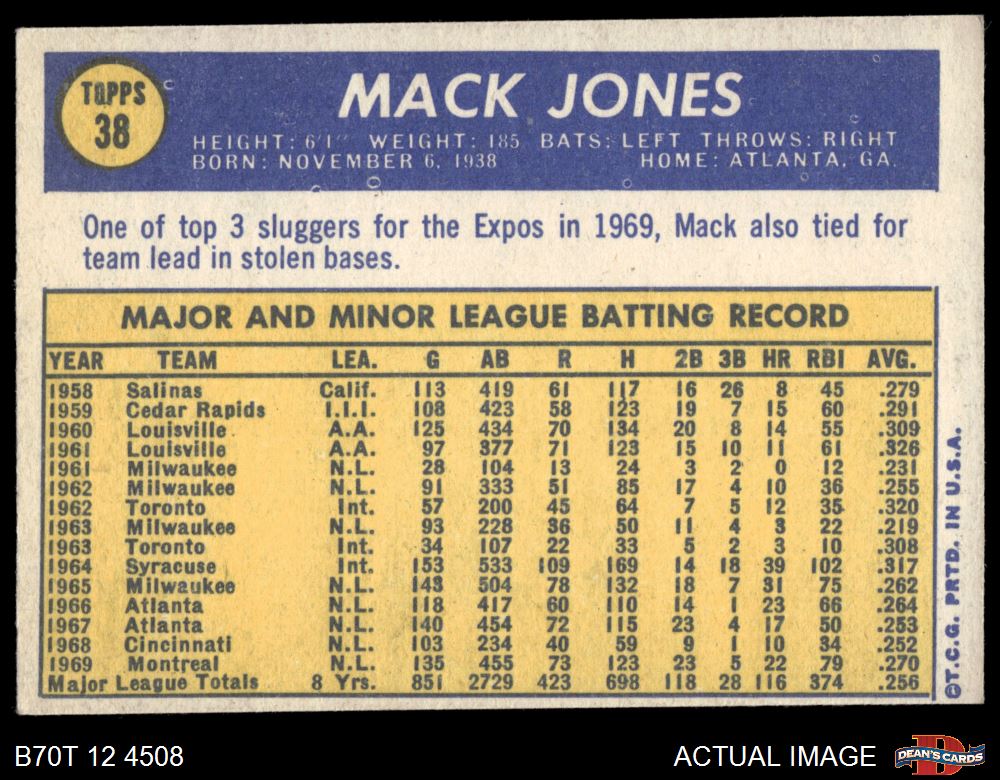 TOPPS
38
MACK JONES
HEIGHT: 6'1" WEIGHT: 185 BATS: LEFT THROWS: RIGHT
BORN: NOVEMBER 6, 1938 HOME: ATLANTA, GA.
One of top 3 sluggers for the Expos in 1969, Mack also tied for
team lead in stolen bases.
MAJOR AND MINOR LEAGUE BATTING RECORD
YEAR TEAM LEA. G AB R H 2B 3B HR RBI AVG.
1958 Salinas Calif. 113 419 61 117 16 26 8 45 .279
1959 Cedar Rapids I.I.I. 108 423 58 123 19 7 15 60 .291
1960 Louisville A.A. 125 434 70 134 20 8 14 55 .309
1961 Louisville A.A. 97 377 71 123 15 10 11 61 .326
1961 Milwaukee N.L. 28 104 13 24 3 2 0 12 .231
1962 Milwaukee N.L. 91 333 51 85 17 4 10 36 .255
1962 Toronto Int. 57 200 45 64 7 5 12 35 .320
1963 Milwaukee N.L. 93 228 36 50 11 4 3 22 .219
1963 Toronto Int. 34 107 22 33 5 2 3 10 .308
1964 Syracuse Int. 153 533 109 169 14 18 39 102 .317
1965 Milwaukee N.L. 143 504 78 132 18 7 31 75 .262
1966 Atlanta N.L. 118 417 60 110 14 1 23 66 .264
1967 Atlanta N.L. 140 454 72 115 23 4 17 50 .253
1968 Cincinnati N.L. 103 234 40 59 9 1 10 34 .252
1969 Montreal N.L. 135 455 73 123 23 5 22 79 .270
Major League Totals 8 Yrs. 851 2729 423 698 118 28 116 374 .256
©T.C.G. PRTD. IN U.S.A.
B70T 12 4508
ACTUAL IMAGE
DEAN'S CARDS